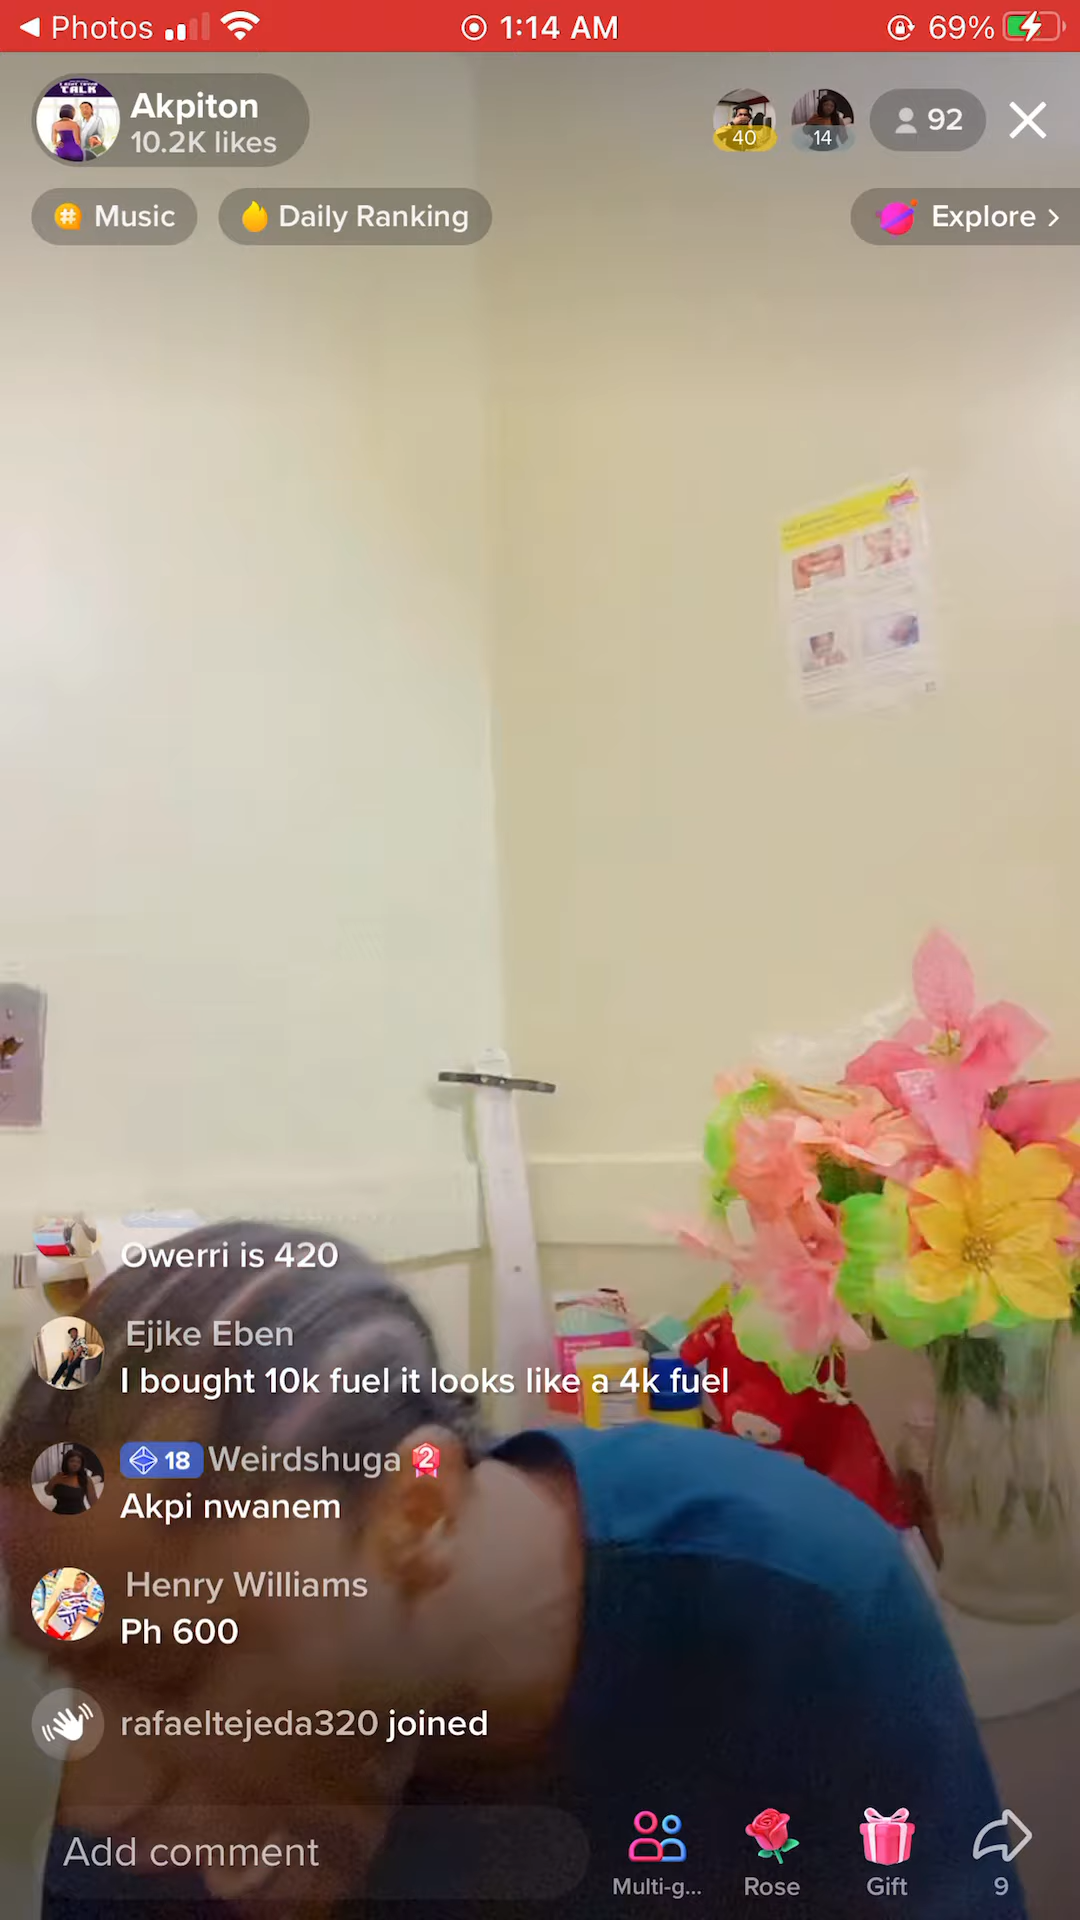 Photos
1:14 AM
69%
TALK
Akpiton
10.2K likes
40
14
92
Music
Daily Ranking
Explore
Owerri is 420
Ejike Eben
I bought 10k fuel it looks like a 4k fuel
18 Weirdshuga 2
Akpi nwanem
Henry Williams
Ph 600
rafaeltejeda320 joined
Add comment
Multi-g...
Rose
Gift
9